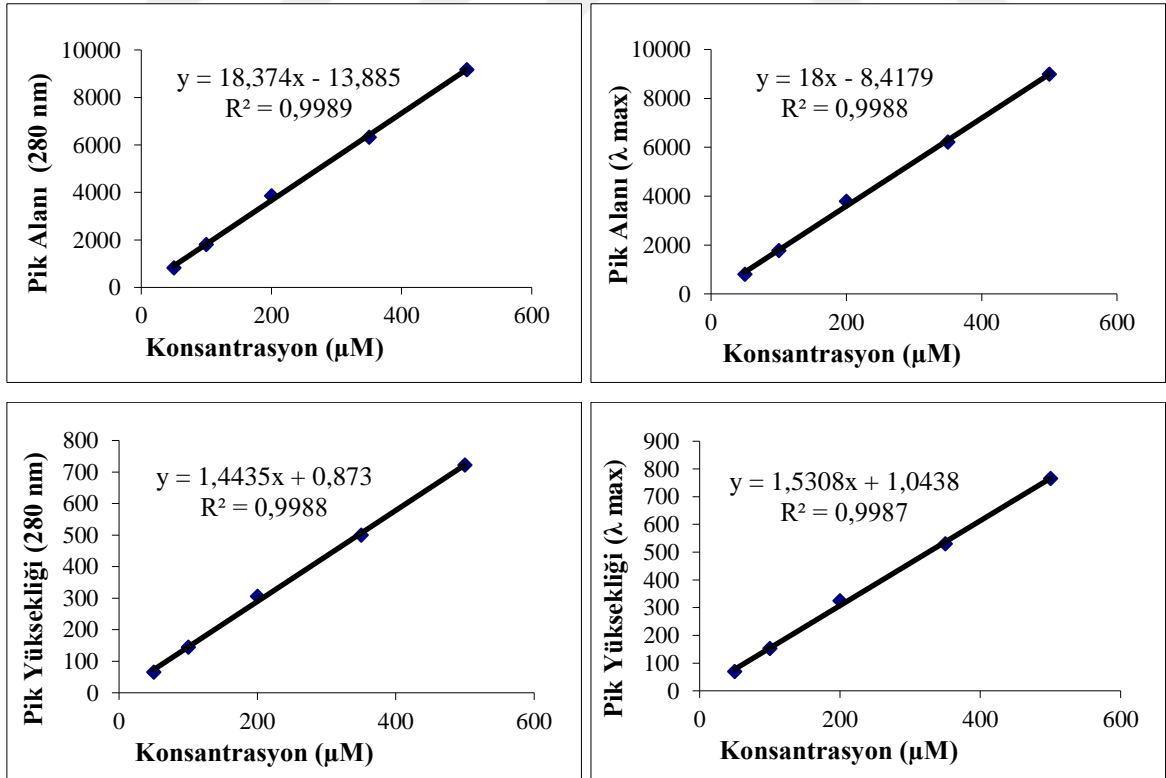 10000
8000
6000
4000
2000
0
y = 18,374x - 13,885
R² = 0,9989
0 200 400 600
Pik Alanı (280 nm)
Konsantrasyon (µM)
10000
8000
6000
4000
2000
0
y = 18x - 8,4179
R² = 0,9988
0 200 400 600
Pik Alanı (λ max)
Konsantrasyon (µM)
800
700
600
500
400
300
200
100
0
y = 1,4435x + 0,873
R² = 0,9988
0 200 400 600
Pik Yüksekliği (280 nm)
Konsantrasyon (µM)
900
800
700
600
500
400
300
200
100
0
y = 1,5308x + 1,0438
R² = 0,9987
0 200 400 600
Pik Yüksekliği (λ max)
Konsantrasyon (µM)